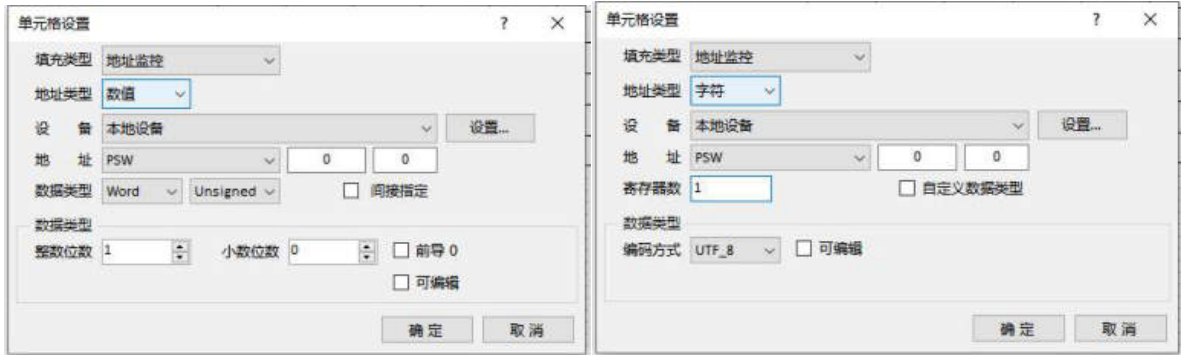 单元格设置 ? ×
填充类型 地址监控
地址类型 数值
设 备 本地设备 设置...
地 址 PSW 0 0
数据类型 Word Unsigned 间接指定
数据类型
整数位数 1 小数位数 0 前导 0
可编辑
确定 取消
单元格设置 ? ×
填充类型 地址监控
地址类型 字符
设 备 本地设备 设置...
地 址 PSW 0 0
寄存器数 1 自定义数据类型
数据类型
编码方式 UTF_8 可编辑
确定 取消